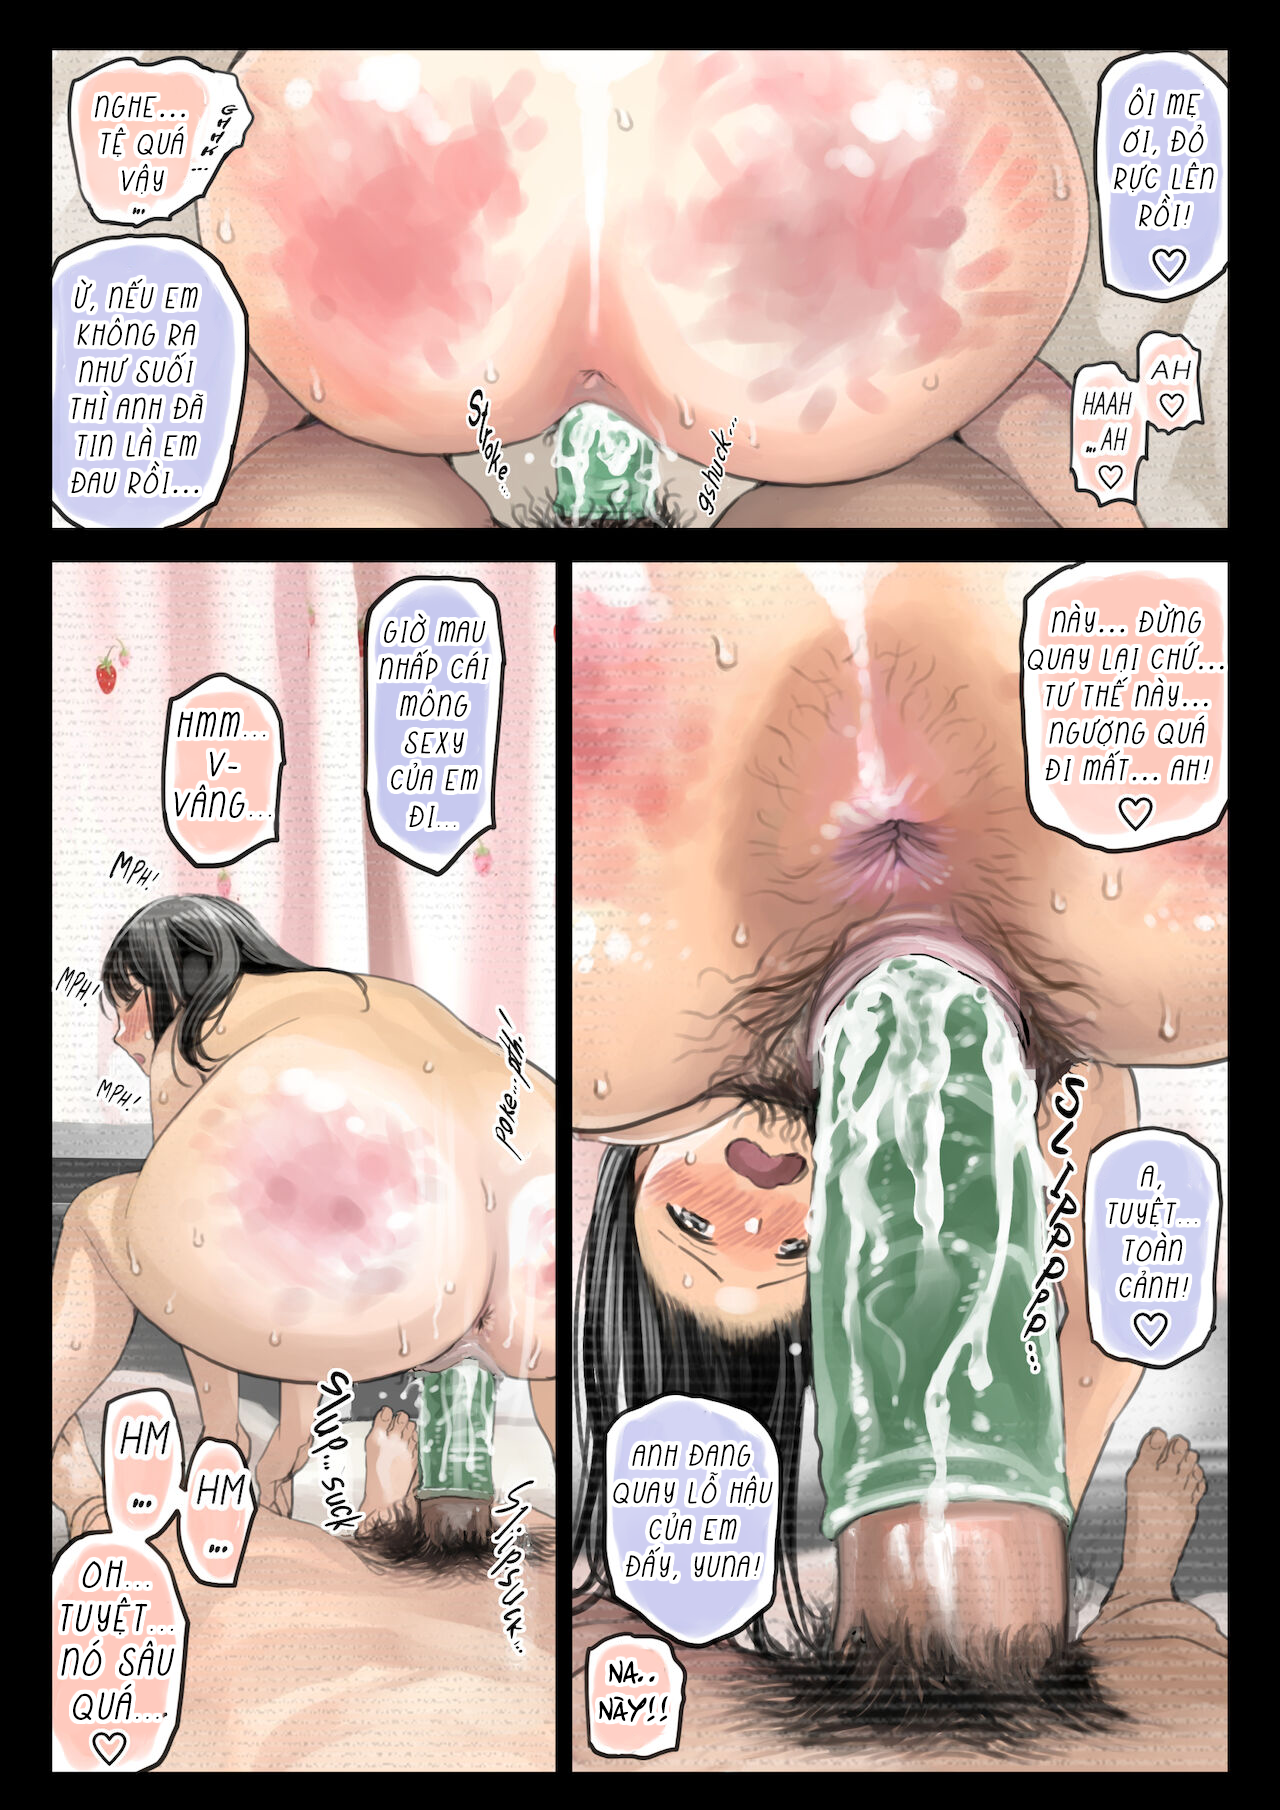 ÔI MẸ
ƠI, ĐỎ
RỰC LÊN
RỒI!
♡
NGHE...
TỆ QUÁ
VẬY
...
Ừ, NẾU EM
KHÔNG RA
NHƯ SUỐI
THÌ ANH ĐÃ
TIN LÀ EM
ĐAU RỒI...
AH
♡
HAAH
...AH
♡
Stroke...
gshuck...
GIỜ MAU
NHẤP CÁI
MÔNG
SEXY
CỦA EM
ĐI...
HMM...
V-
VÂNG...
MPH!
MPH!
MPH!
poke...pth!
HM
...
HM
...
slup...suck
sliipsuck...
OH...
TUYỆT...
NÓ SÂU
QUÁ....
♡
NÀY... ĐỪNG
QUAY LẠI CHỨ...
TƯ THẾ NÀY...
NGƯỢNG QUÁ
ĐI MẤT... AH!
♡
SLIPPPPP...
A,
TUYỆT...
TOÀN
CẢNH!
♡
ANH ĐANG
QUAY LỖ HẬU
CỦA EM
ĐẤY, YUNA!
NA..
NÀY!!